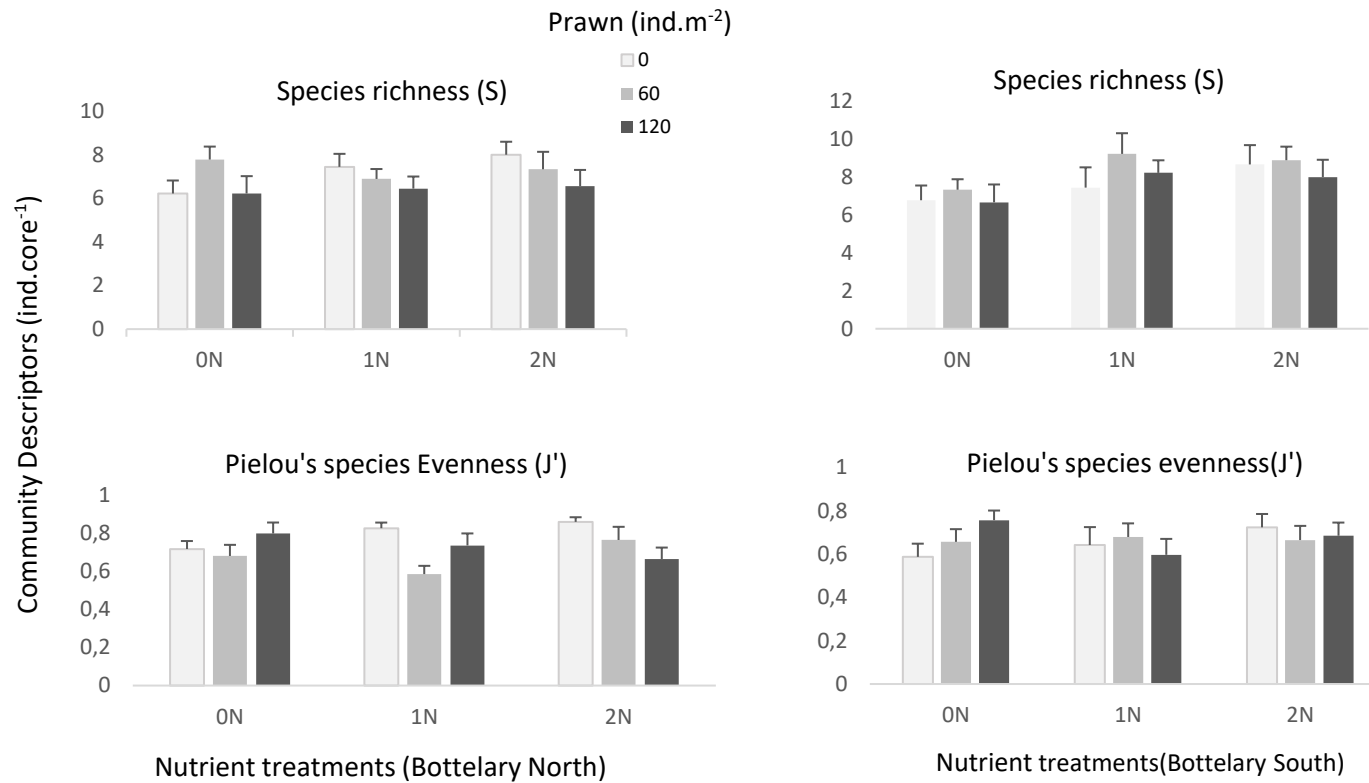 Prawn (ind.m-2)
0
60
120
Species richness (S)
10
8
6
4
2
0
0N 1N 2N
Species richness (S)
12
10
8
6
4
2
0
0N 1N 2N
Community Descriptors (ind.core-1)
Pielou's species Evenness (J')
1
0,8
0,6
0,4
0,2
0
0N 1N 2N
Nutrient treatments (Bottelary North)
Pielou's species evenness(J')
1
0,8
0,6
0,4
0,2
0
0N 1N 2N
Nutrient treatments(Bottelary South)